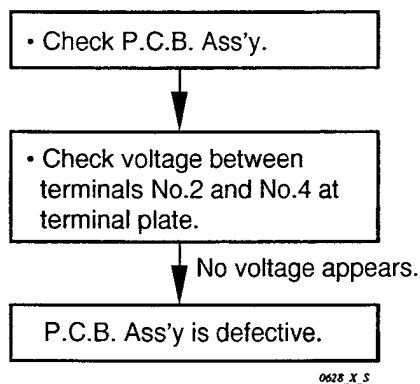 • Check P.C.B. Ass'y.
• Check voltage between
terminals No.2 and No.4 at
terminal plate.
No voltage appears.
P.C.B. Ass'y is defective.
0628_X_S